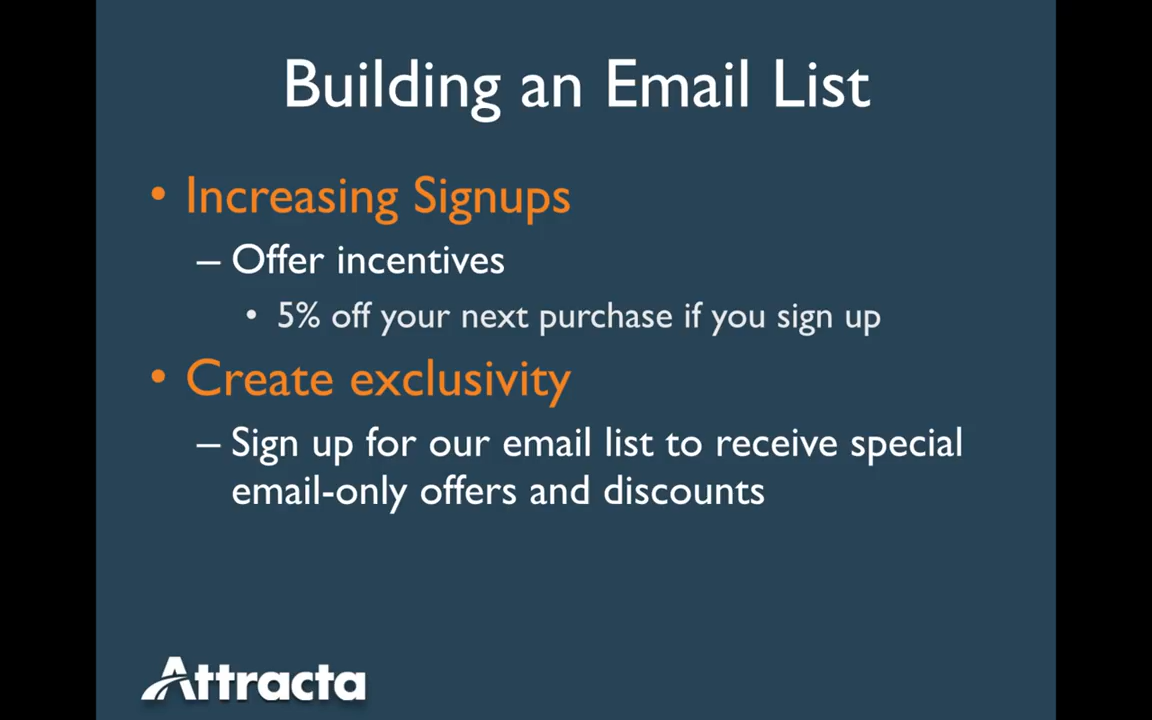 Building an Email List
• Increasing Signups
– Offer incentives
• 5% off your next purchase if you sign up
• Create exclusivity
– Sign up for our email list to receive special
email-only offers and discounts
Attracta